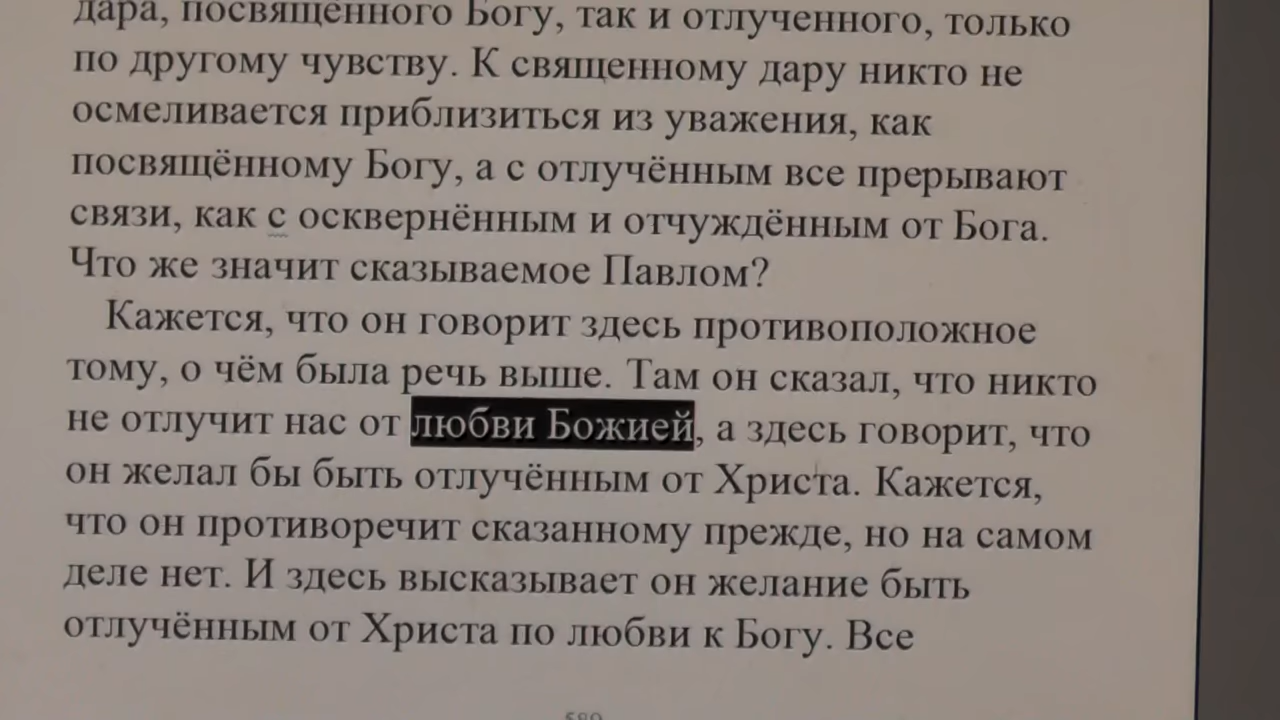 дара, посвящённого Богу, так и отлученного, только
по другому чувству. К священному дару никто не
осмеливается приблизиться из уважения, как
посвящённому Богу, а с отлучённым все прерывают
связи, как с осквернённым и отчуждённым от Бога.
Что же значит сказываемое Павлом?
Кажется, что он говорит здесь противоположное
тому, о чём была речь выше. Там он сказал, что никто
не отлучит нас от любви Божией, а здесь говорит, что
он желал бы быть отлучённым от Христа. Кажется,
что он противоречит сказанному прежде, но на самом
деле нет. И здесь высказывает он желание быть
отлучённым от Христа по любви к Богу. Все